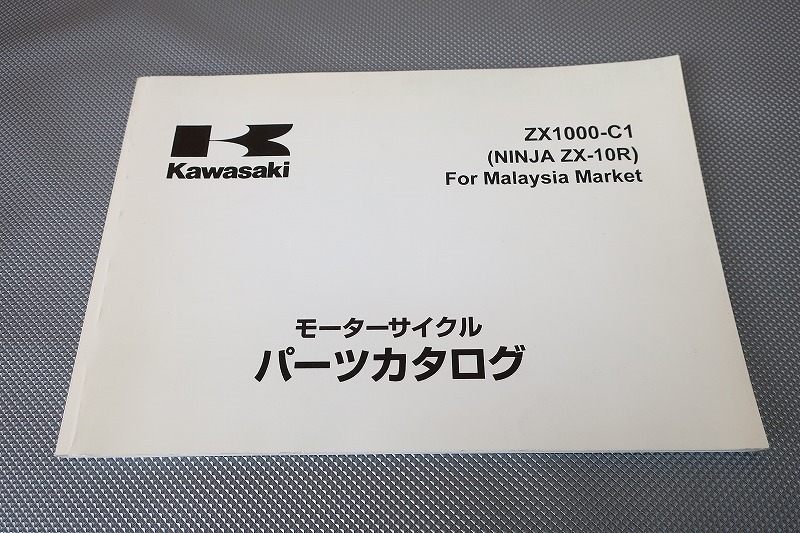 Kawasaki
ZX1000-C1
(NINJA ZX-10R)
For Malaysia Market
モーターサイクル
パーツカタログ